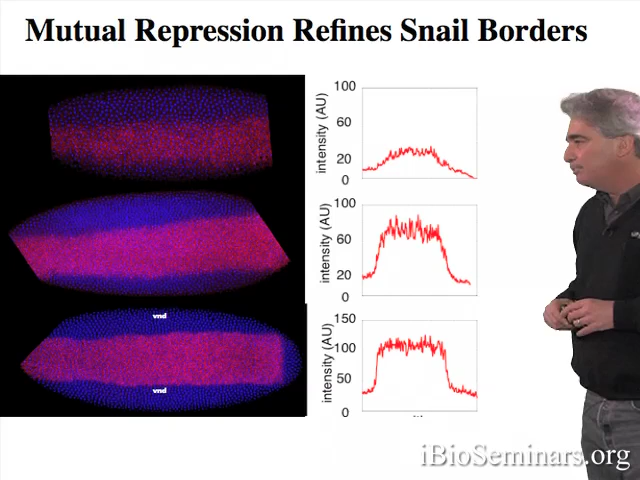 Mutual Repression Refines Snail Borders
100
60
20
0
intensity (AU)
100
60
20
0
intensity (AU)
vnd
vnd
150
100
50
0
intensity (AU)
iBioSeminars.org